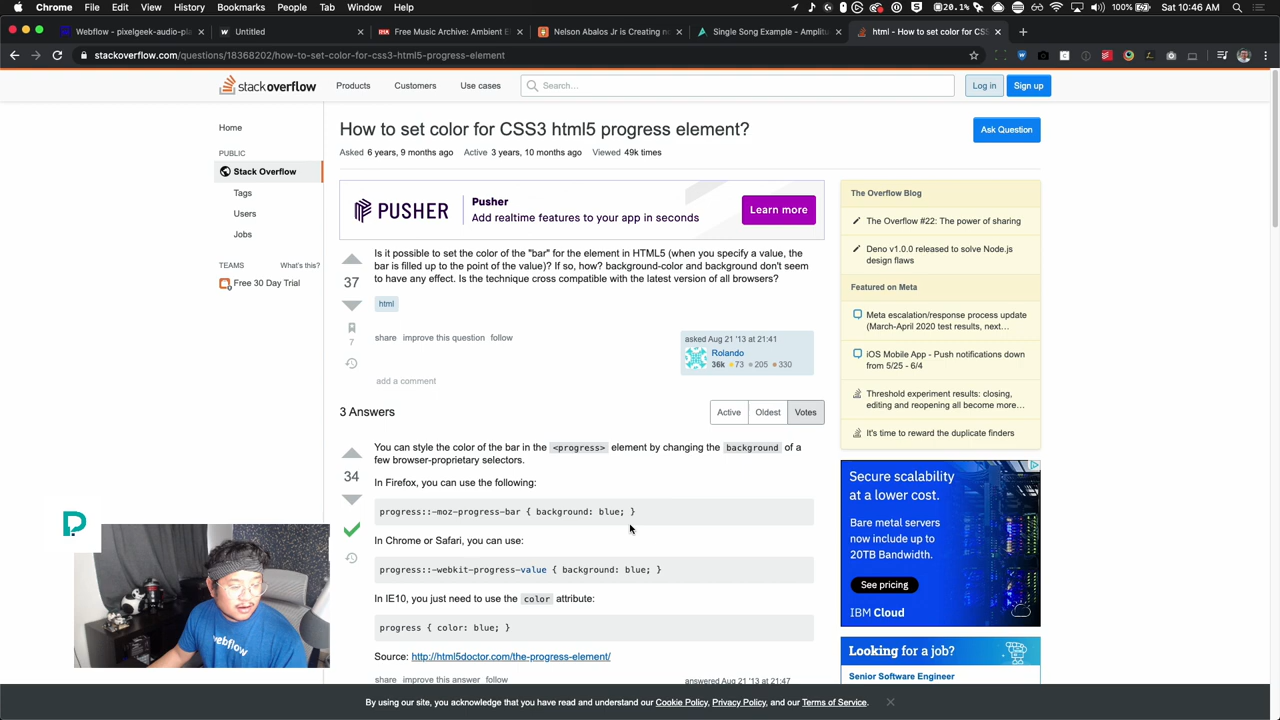 Chrome File Edit View History Bookmarks People Tab Window Help
28.1%
100%
Sat 10:46 AM
Webflow - pixelgeek-audio-pla
Untitled
Free Music Archive: Ambient E
Nelson Abalos Jr is Creating no
Single Song Example - Amplitu
html - How to set color for CSS
stackoverflow.com/questions/18368202/how-to-set-color-for-css3-html5-progress-element
stackoverflow
Products
Customers
Use cases
Search...
Log in
Sign up
Home
PUBLIC
Stack Overflow
Tags
Users
Jobs
TEAMS What's this?
Free 30 Day Trial
How to set color for CSS3 html5 progress element?
Ask Question
Asked 6 years, 9 months ago Active 3 years, 10 months ago Viewed 49k times
PUSHER
Pusher
Add realtime features to your app in seconds
Learn more
Is it possible to set the color of the "bar" for the element in HTML5 (when you specify a value, the
bar is filled up to the point of the value)? If so, how? background-color and background don't seem
to have any effect. Is the technique cross compatible with the latest version of all browsers?
37
html
7
share improve this question follow
asked Aug 21 '13 at 21:41
Rolando
36k 73 205 330
add a comment
3 Answers
Active Oldest Votes
You can style the color of the bar in the <progress> element by changing the background of a
few browser-proprietary selectors.
34
In Firefox, you can use the following:
progress::-moz-progress-bar { background: blue; }
In Chrome or Safari, you can use:
progress::-webkit-progress-value { background: blue; }
In IE10, you just need to use the color attribute:
progress { color: blue; }
Source: http://html5doctor.com/the-progress-element/
share improve this answer follow
answered Aug 21 '13 at 21:47
The Overflow Blog
The Overflow #22: The power of sharing
Deno v1.0.0 released to solve Node.js
design flaws
Featured on Meta
Meta escalation/response process update
(March-April 2020 test results, next…
iOS Mobile App - Push notifications down
from 5/25 - 6/4
Threshold experiment results: closing,
editing and reopening all become more…
It's time to reward the duplicate finders
Secure scalability
at a lower cost.
Bare metal servers
now include up to
20TB Bandwidth.
See pricing
IBM Cloud
Looking for a job?
Senior Software Engineer
webflow
By using our site, you acknowledge that you have read and understand our Cookie Policy, Privacy Policy, and our Terms of Service.